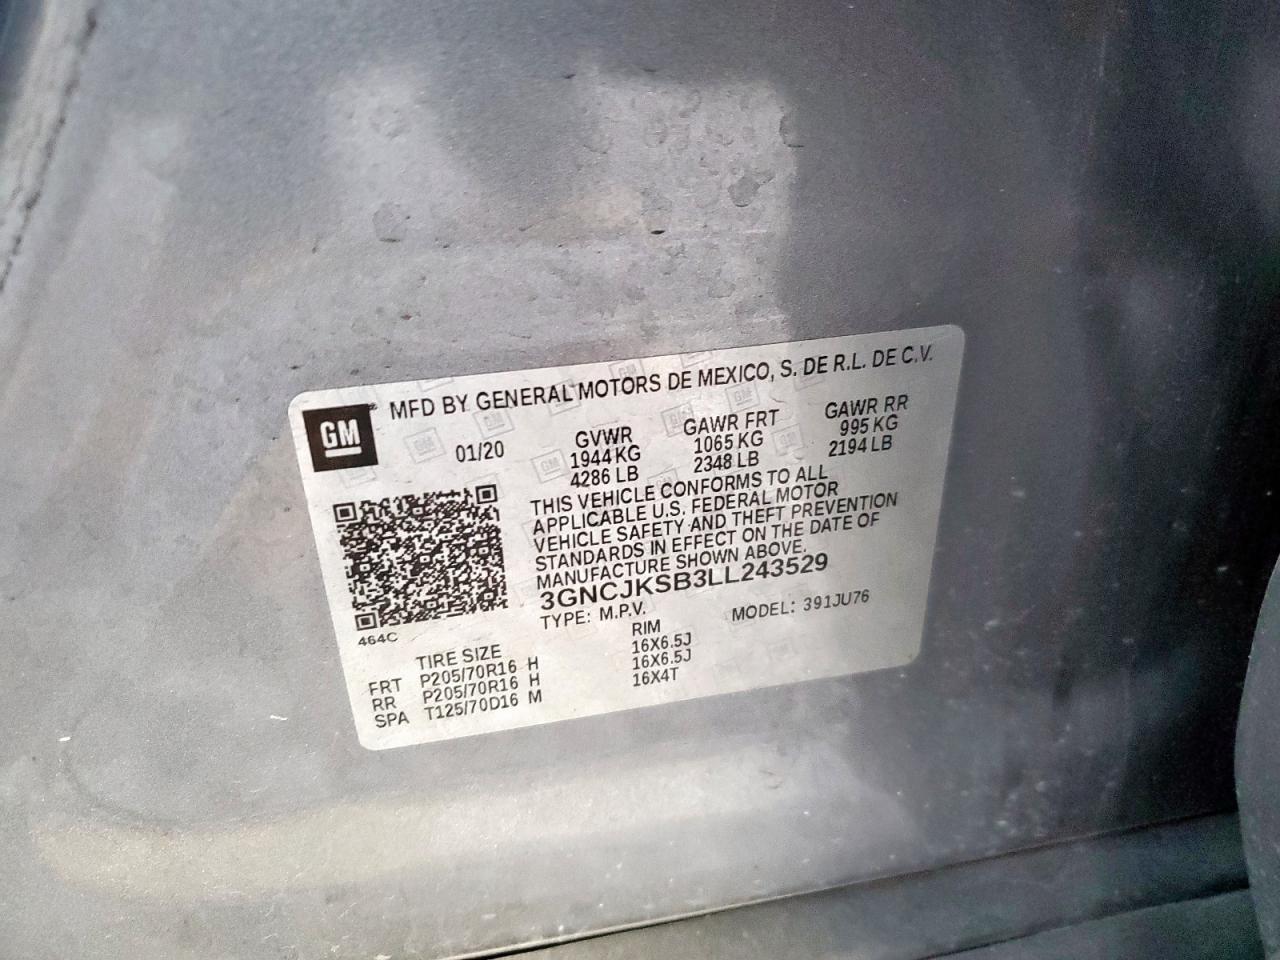 GM
MFD BY GENERAL MOTORS DE MEXICO, S. DE R.L. DE C.V.
01/20 GVWR GAWR FRT GAWR RR
1944 KG 1065 KG 995 KG
4286 LB 2348 LB 2194 LB
THIS VEHICLE CONFORMS TO ALL
APPLICABLE U.S. FEDERAL MOTOR
VEHICLE SAFETY AND THEFT PREVENTION
STANDARDS IN EFFECT ON THE DATE OF
MANUFACTURE SHOWN ABOVE.
3GNCJKSB3LL243529
TYPE: M.P.V. MODEL: 391JU76
464C
TIRE SIZE RIM
FRT P205/70R16 H 16X6.5J
RR P205/70R16 H 16X6.5J
SPA T125/70D16 M 16X4T